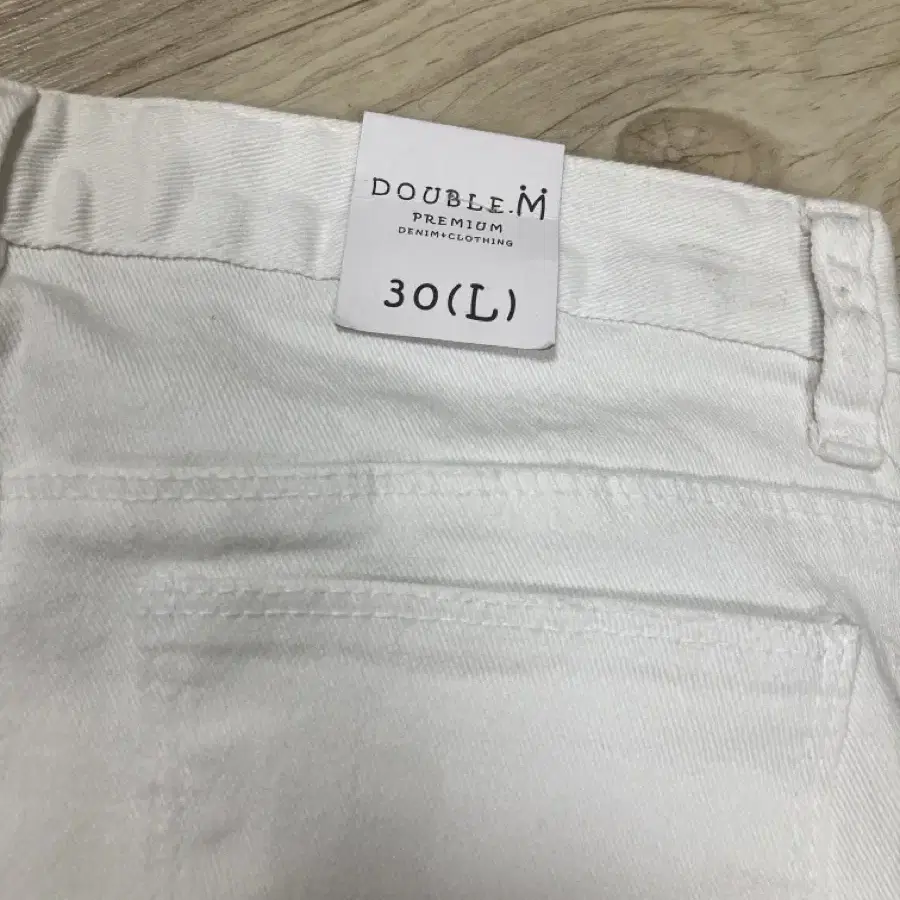 DOUBLE.M
PREMIUM
DENIM+CLOTHING
30(L)